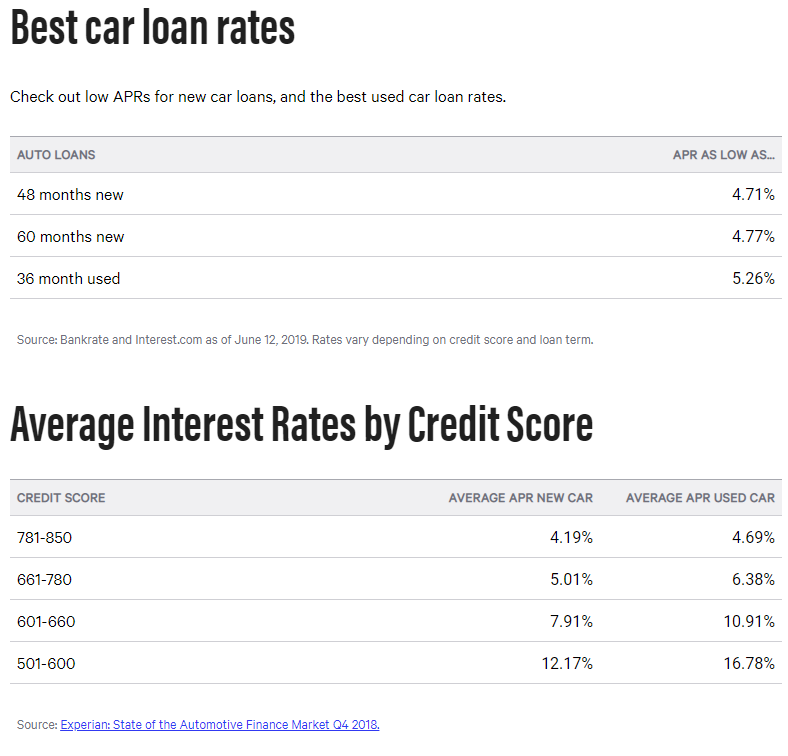 Best car loan rates
Check out low APRs for new car loans, and the best used car loan rates.
AUTO LOANS APR AS LOW AS...
48 months new 4.71%
60 months new 4.77%
36 month used 5.26%
Source: Bankrate and Interest.com as of June 12, 2019. Rates vary depending on credit score and loan term.
Average Interest Rates by Credit Score
CREDIT SCORE AVERAGE APR NEW CAR AVERAGE APR USED CAR
781-850 4.19% 4.69%
661-780 5.01% 6.38%
601-660 7.91% 10.91%
501-600 12.17% 16.78%
Source: Experian: State of the Automotive Finance Market Q4 2018.